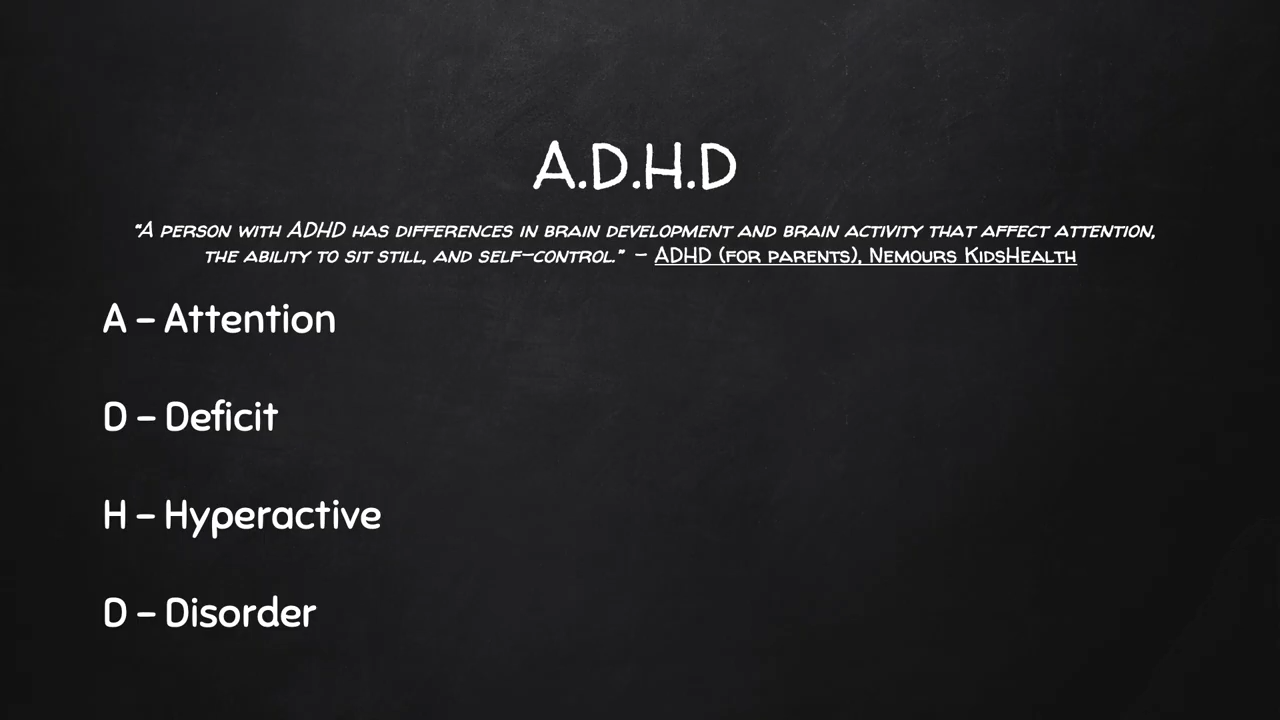 A.D.H.D
“A person with ADHD has differences in brain development and brain activity that affect attention,
the ability to sit still, and self-control.” - ADHD (for parents), Nemours KidsHealth
A – Attention
D – Deficit
H – Hyperactive
D – Disorder